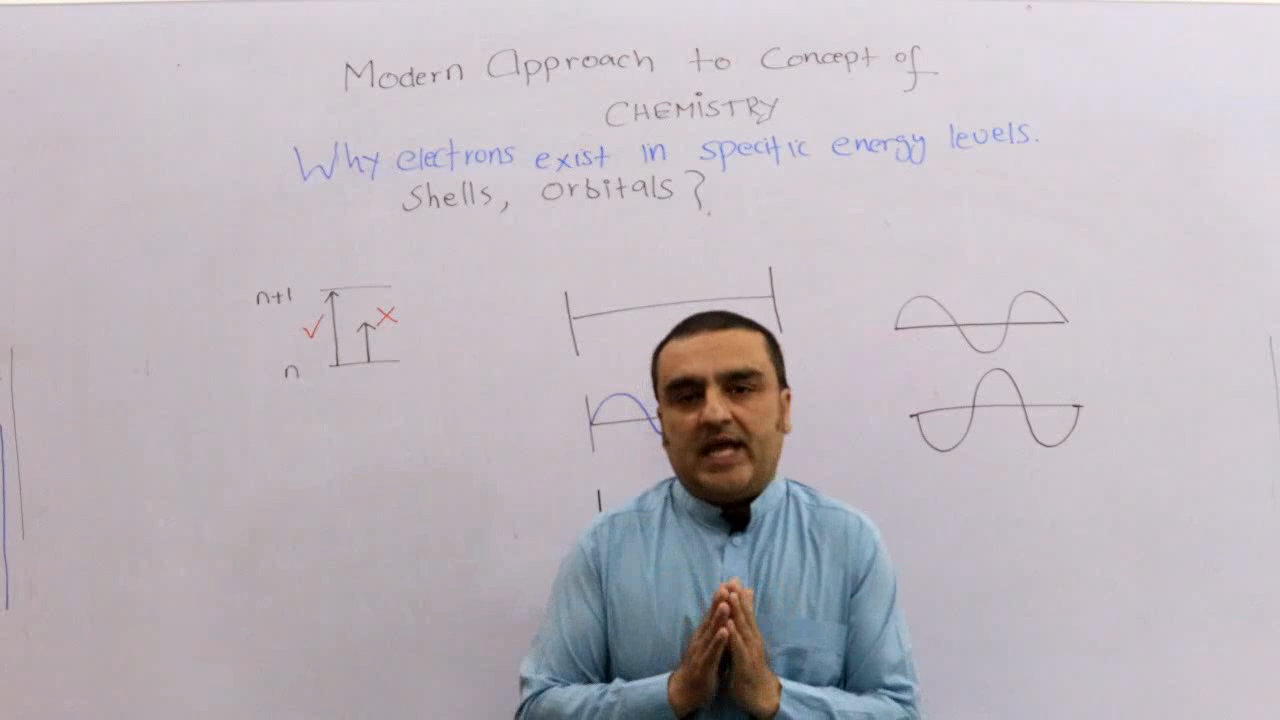 Modern Approach to Concept of
CHEMiSTRY
Why electrons exist in specific energy levels.
Shells, orbitals?
n+1
n